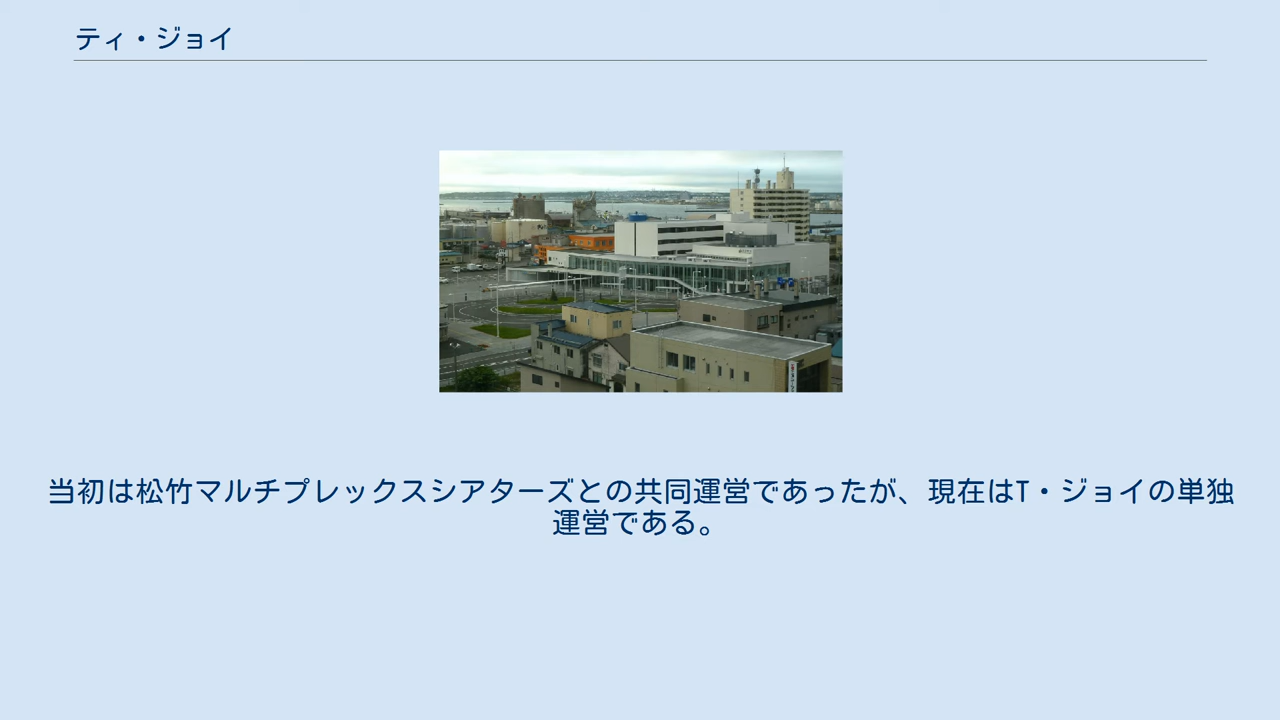 ティ・ジョイ
当初は松竹マルチプレックスシアターズとの共同運営であったが、現在はT・ジョイの単独
運営である。